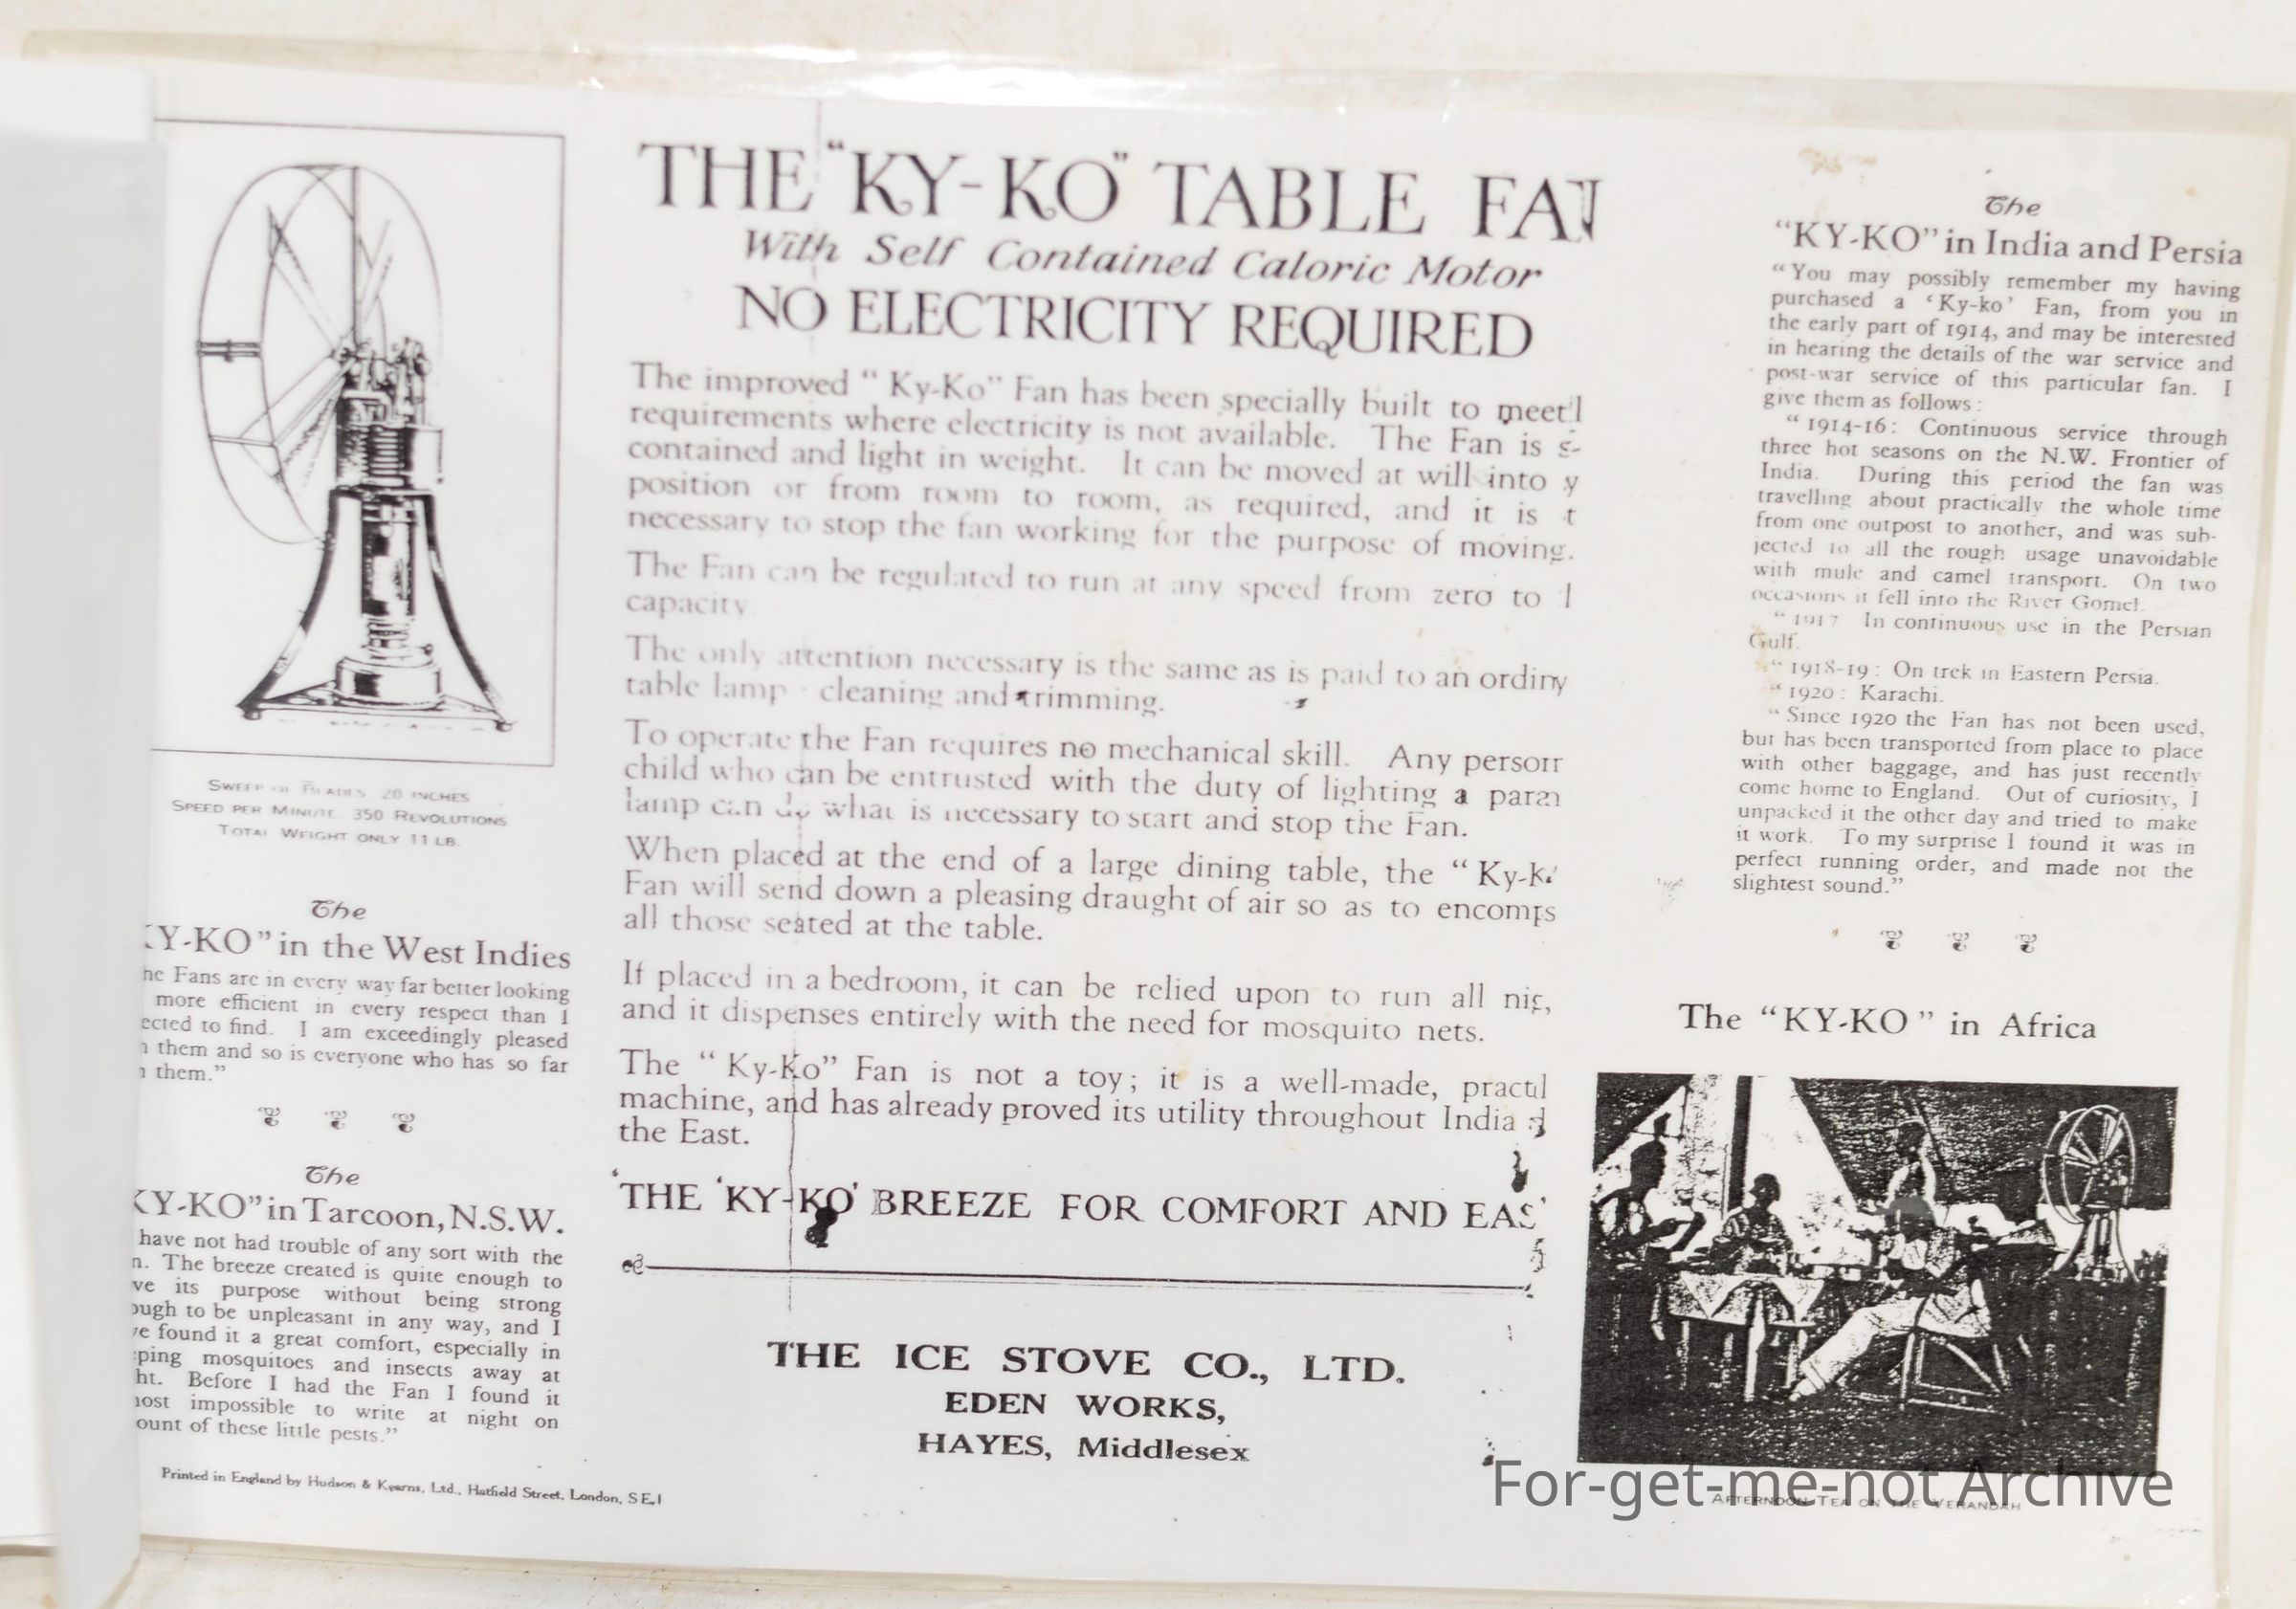 SWEEP OF BLADES 20 INCHES
SPEED PER MINUTE 350 REVOLUTIONS
TOTAL WEIGHT ONLY 11 LB.
The
KY-KO" in the West Indies
he Fans are in every way far better looking
more efficient in every respect than I
ected to find. I am exceedingly pleased
them and so is everyone who has so far
them."
The
KY-KO" in Tarcoon, N.S.W.
have not had trouble of any sort with the
n. The breeze created is quite enough to
ve its purpose without being strong
ough to be unpleasant in any way, and I
ve found it a great comfort, especially in
ping mosquitoes and insects away at
ht. Before I had the Fan I found it
most impossible to write at night on
ount of these little pests."
Printed in England by Hudson & Kearns, Ltd., Hatfield Street, London, S.E.1
THE "KY-KO" TABLE FAN
With Self Contained Caloric Motor
NO ELECTRICITY REQUIRED
The improved "Ky-Ko" Fan has been specially built to meet
requirements where electricity is not available. The Fan is s-
contained and light in weight. It can be moved at will into y
position or from room to room, as required, and it is t
necessary to stop the fan working for the purpose of moving.
The Fan can be regulated to run at any speed from zero to l
capacity
The only attention necessary is the same as is paid to an ordiny
table lamp cleaning and trimming.
To operate the Fan requires no mechanical skill. Any person
child who can be entrusted with the duty of lighting a paran
lamp can do what is necessary to start and stop the Fan.
When placed at the end of a large dining table, the "Ky-K
Fan will send down a pleasing draught of air so as to encomps
all those seated at the table.
If placed in a bedroom, it can be relied upon to run all nig,
and it dispenses entirely with the need for mosquito nets.
The "Ky-Ko" Fan is not a toy; it is a well-made, practul
machine, and has already proved its utility throughout India d
the East.
'THE 'KY-KO' BREEZE FOR COMFORT AND EAS'
THE ICE STOVE CO., LTD.
EDEN WORKS,
HAYES, Middlesex
The
"KY-KO" in India and Persia
"You may possibly remember my having
purchased a 'Ky-ko' Fan, from you in
the early part of 1914, and may be interested
in hearing the details of the war service and
post-war service of this particular fan. I
give them as follows:
"1914-16: Continuous service through
three hot seasons on the N.W. Frontier of
India. During this period the fan was
travelling about practically the whole time
from one outpost to another, and was sub-
jected to all the rough usage unavoidable
with mule and camel transport. On two
occasions it fell into the River Gomel.
"1917 In continuous use in the Persian
Gulf.
"1918-19: On trek in Eastern Persia.
"1920: Karachi.
"Since 1920 the Fan has not been used,
but has been transported from place to place
with other baggage, and has just recently
come home to England. Out of curiosity, I
unpacked it the other day and tried to make
it work. To my surprise I found it was in
perfect running order, and made not the
slightest sound."
The "KY-KO" in Africa
AFTERNOON TEA ON THE VERANDAH
For-get-me-not Archive